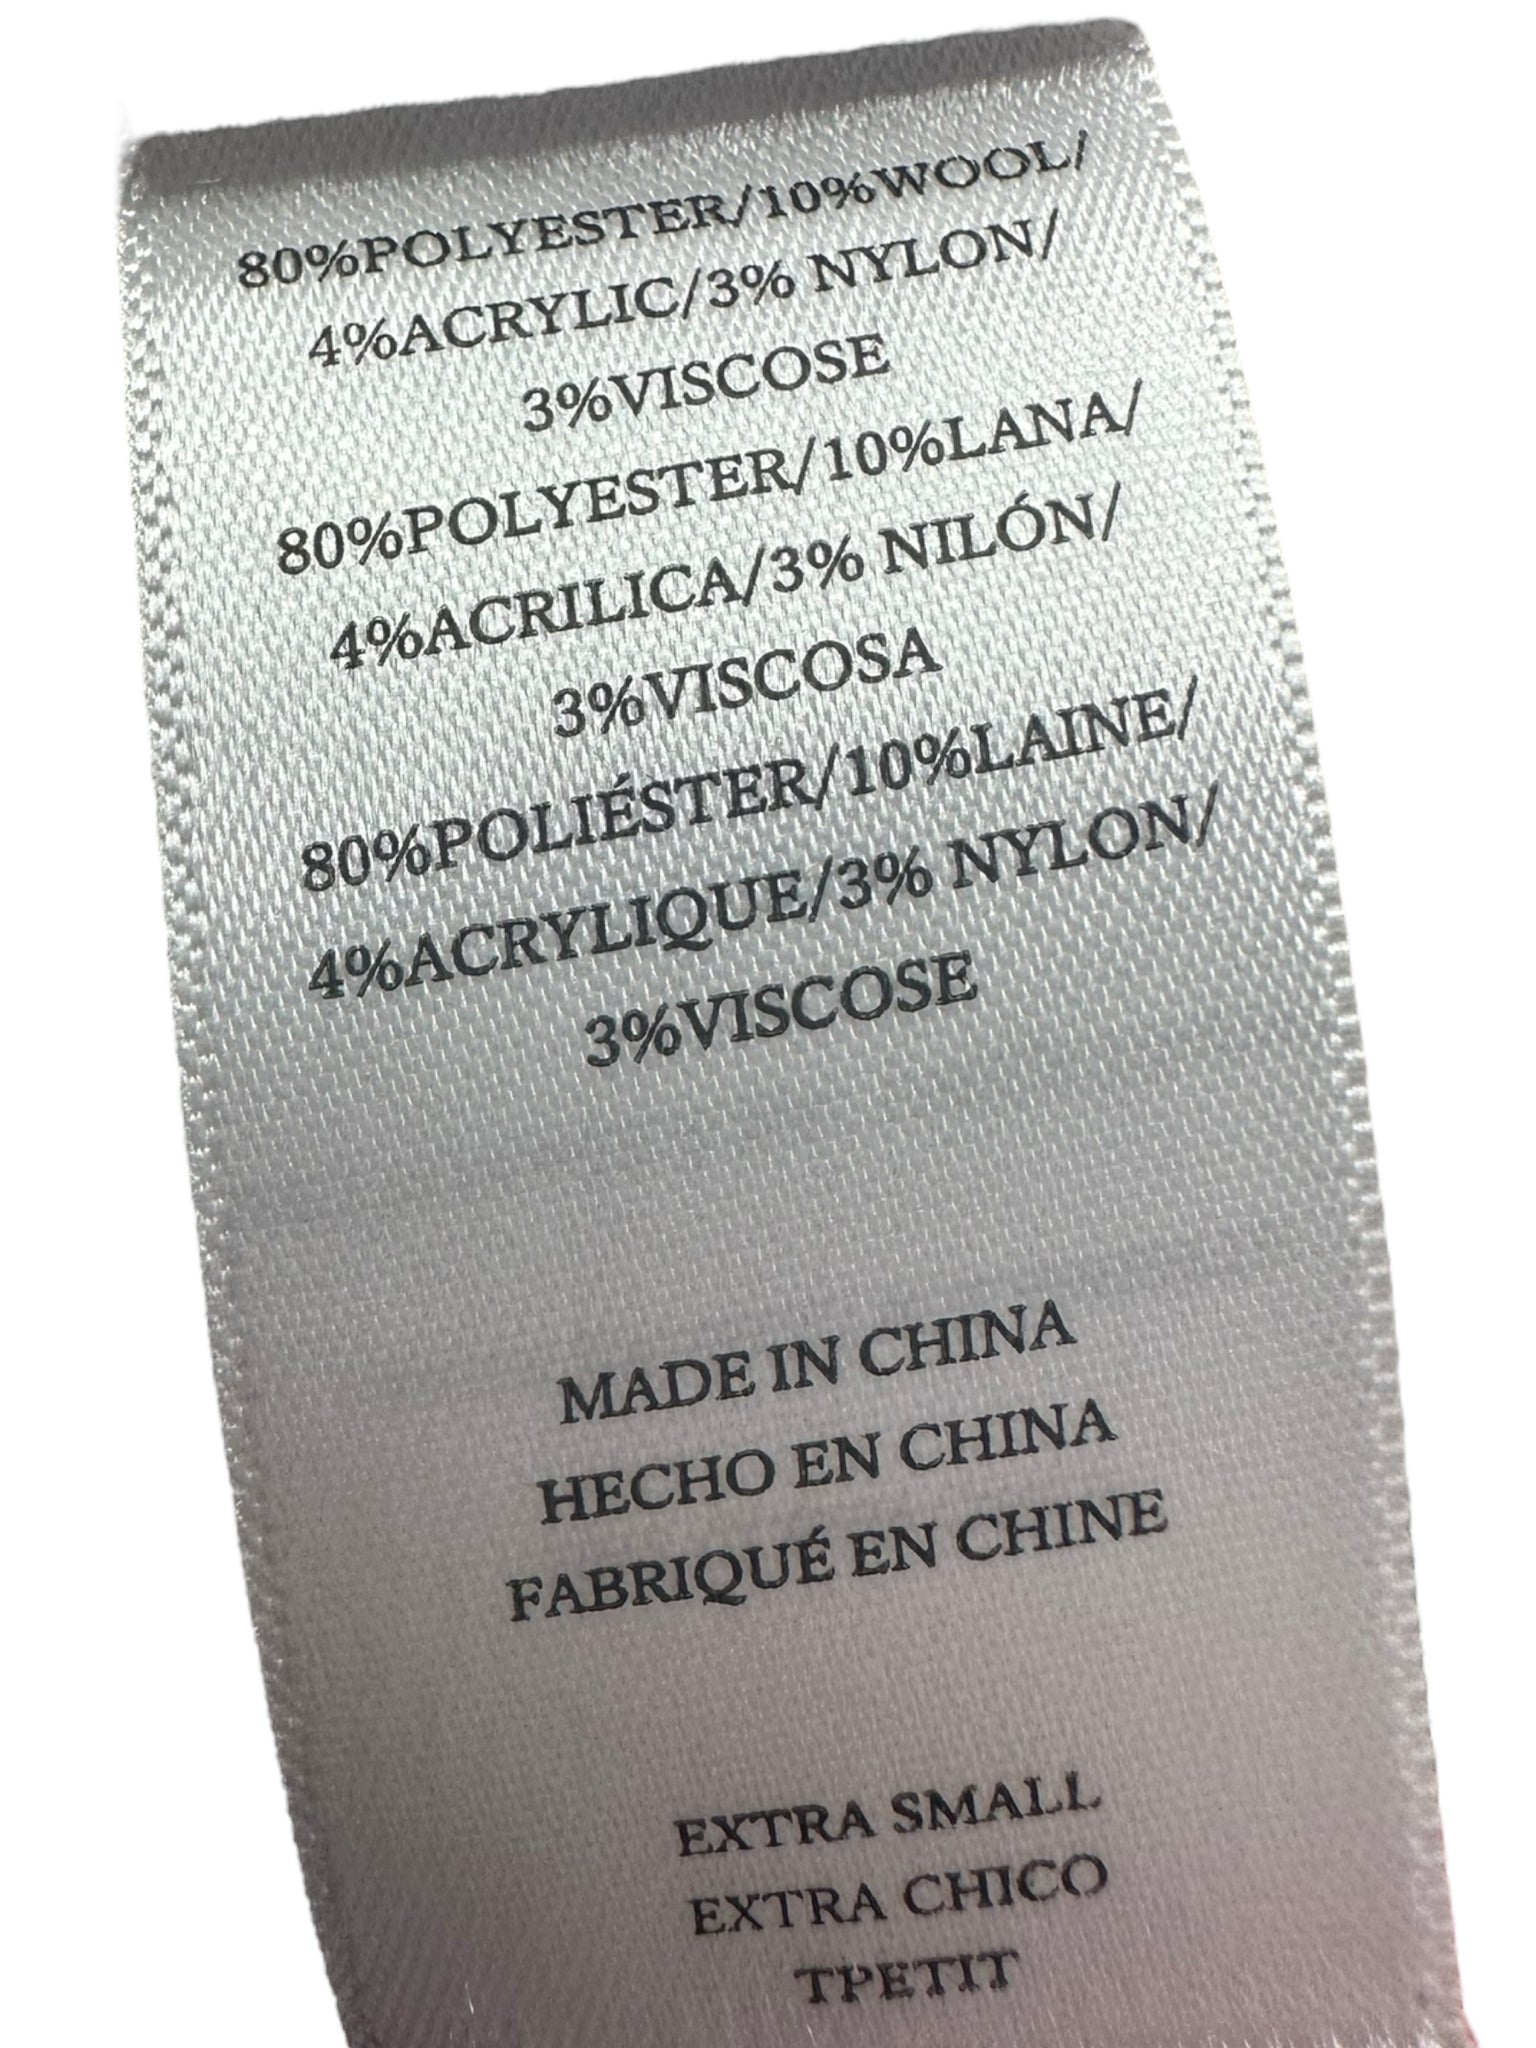 80%POLYESTER/10%WOOL/
4%ACRYLIC/3% NYLON/
3%VISCOSE
80%POLYESTER/10%LANA/
4%ACRILICA/3% NILÓN/
3%VISCOSA
80%POLIÉSTER/10%LAINE/
4%ACRYLIQUE/3% NYLON/
3%VISCOSE
MADE IN CHINA
HECHO EN CHINA
FABRIQUÉ EN CHINE
EXTRA SMALL
EXTRA CHICO
TPETIT